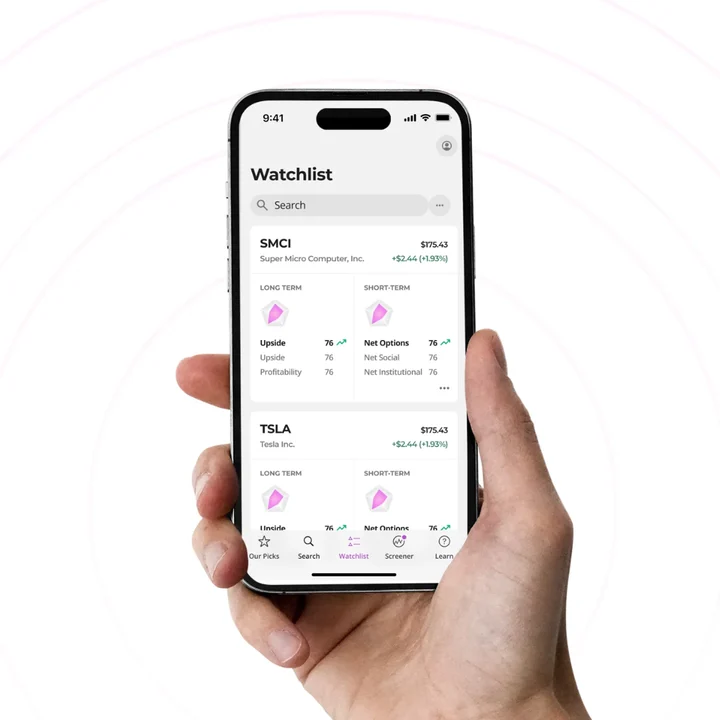 9:41
Watchlist
Search
SMCI $175.43
Super Micro Computer, Inc. +$2.44 (+1.93%)
LONG TERM SHORT-TERM
Upside 76 Net Options 76
Upside 76 Net Social 76
Profitability 76 Net Institutional 76
TSLA $175.43
Tesla Inc. +$2.44 (+1.93%)
LONG TERM SHORT-TERM
Upside 76 Net Options 76
Our Picks Search Watchlist Screener Learn